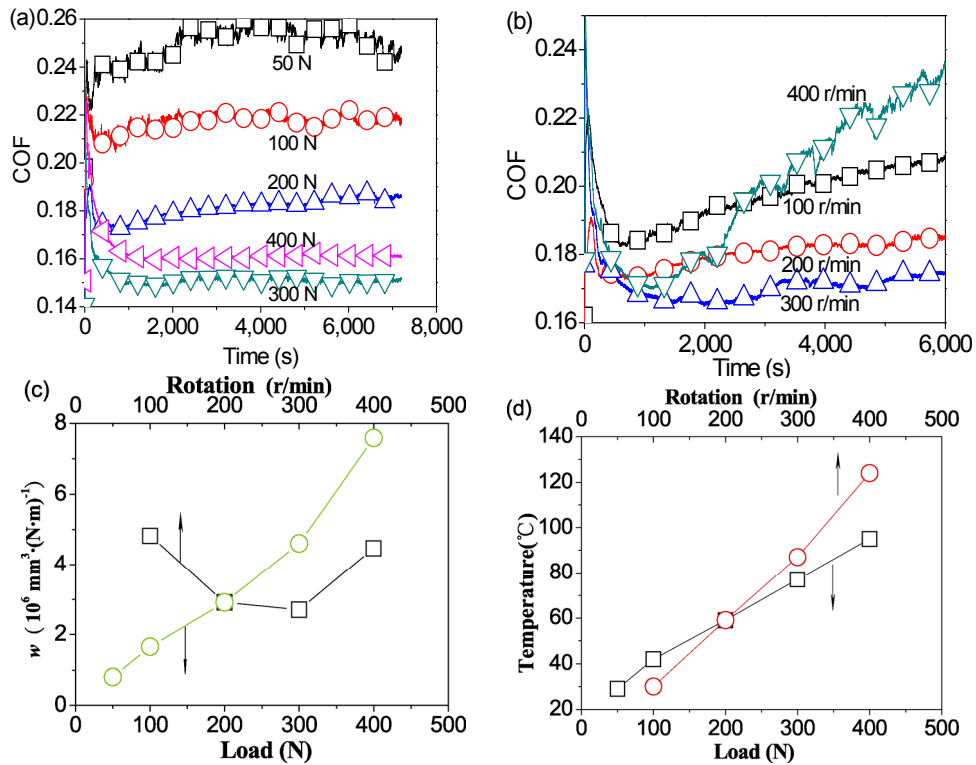 (a)
0.26
0.24
0.22
0.20
0.18
0.16
0.14
COF
50 N
100 N
200 N
400 N
300 N
0
2,000
4,000
6,000
8,000
Time (s)
(b)
0.24
0.22
0.20
0.18
0.16
COF
400 r/min
100 r/min
200 r/min
300 r/min
0
2,000
4,000
6,000
Time (s)
(c)
Rotation (r/min)
0 100 200 300 400 500
8
6
4
2
0
w ( 10⁶ mm³·(N·m)⁻¹
0 100 200 300 400 500
Load (N)
(d)
Rotation (r/min)
0 100 200 300 400 500
140
120
100
80
60
40
20
Temperature(℃)
0 100 200 300 400 500
Load (N)